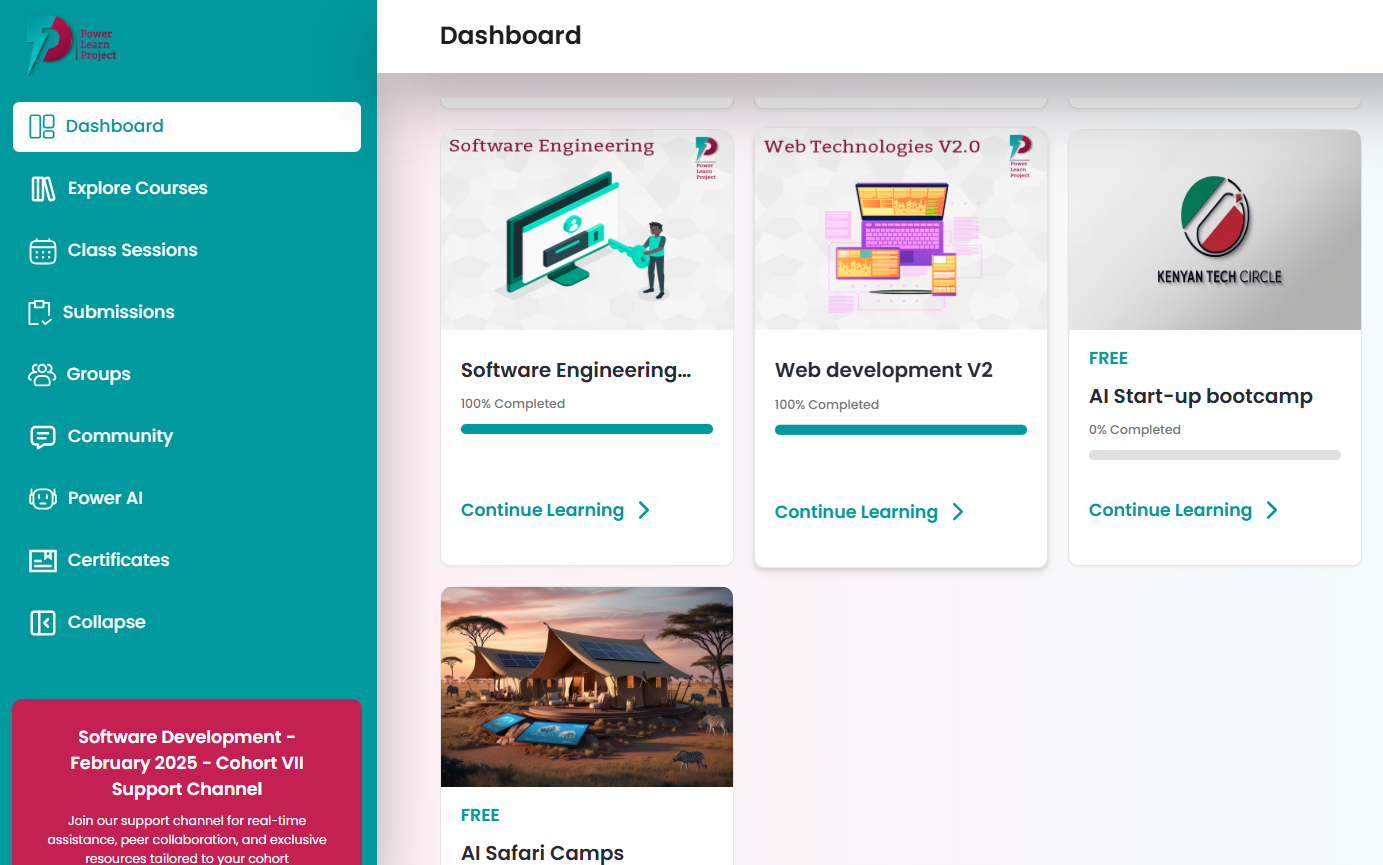 Power
Learn
Project
Dashboard
Explore Courses
Class Sessions
Submissions
Groups
Community
Power AI
Certificates
Collapse
Software Development -
February 2025 - Cohort VII
Support Channel
Join our support channel for real-time
assistance, peer collaboration, and exclusive
resources tailored to your cohort
Dashboard
Software Engineering
Power
Learn
Project
Software Engineering...
100% Completed
Continue Learning
Web Technologies V2.0
Power
Learn
Project
Web development V2
100% Completed
Continue Learning
KENYAN TECH CIRCLE
FREE
AI Start-up bootcamp
0% Completed
Continue Learning
FREE
AI Safari Camps